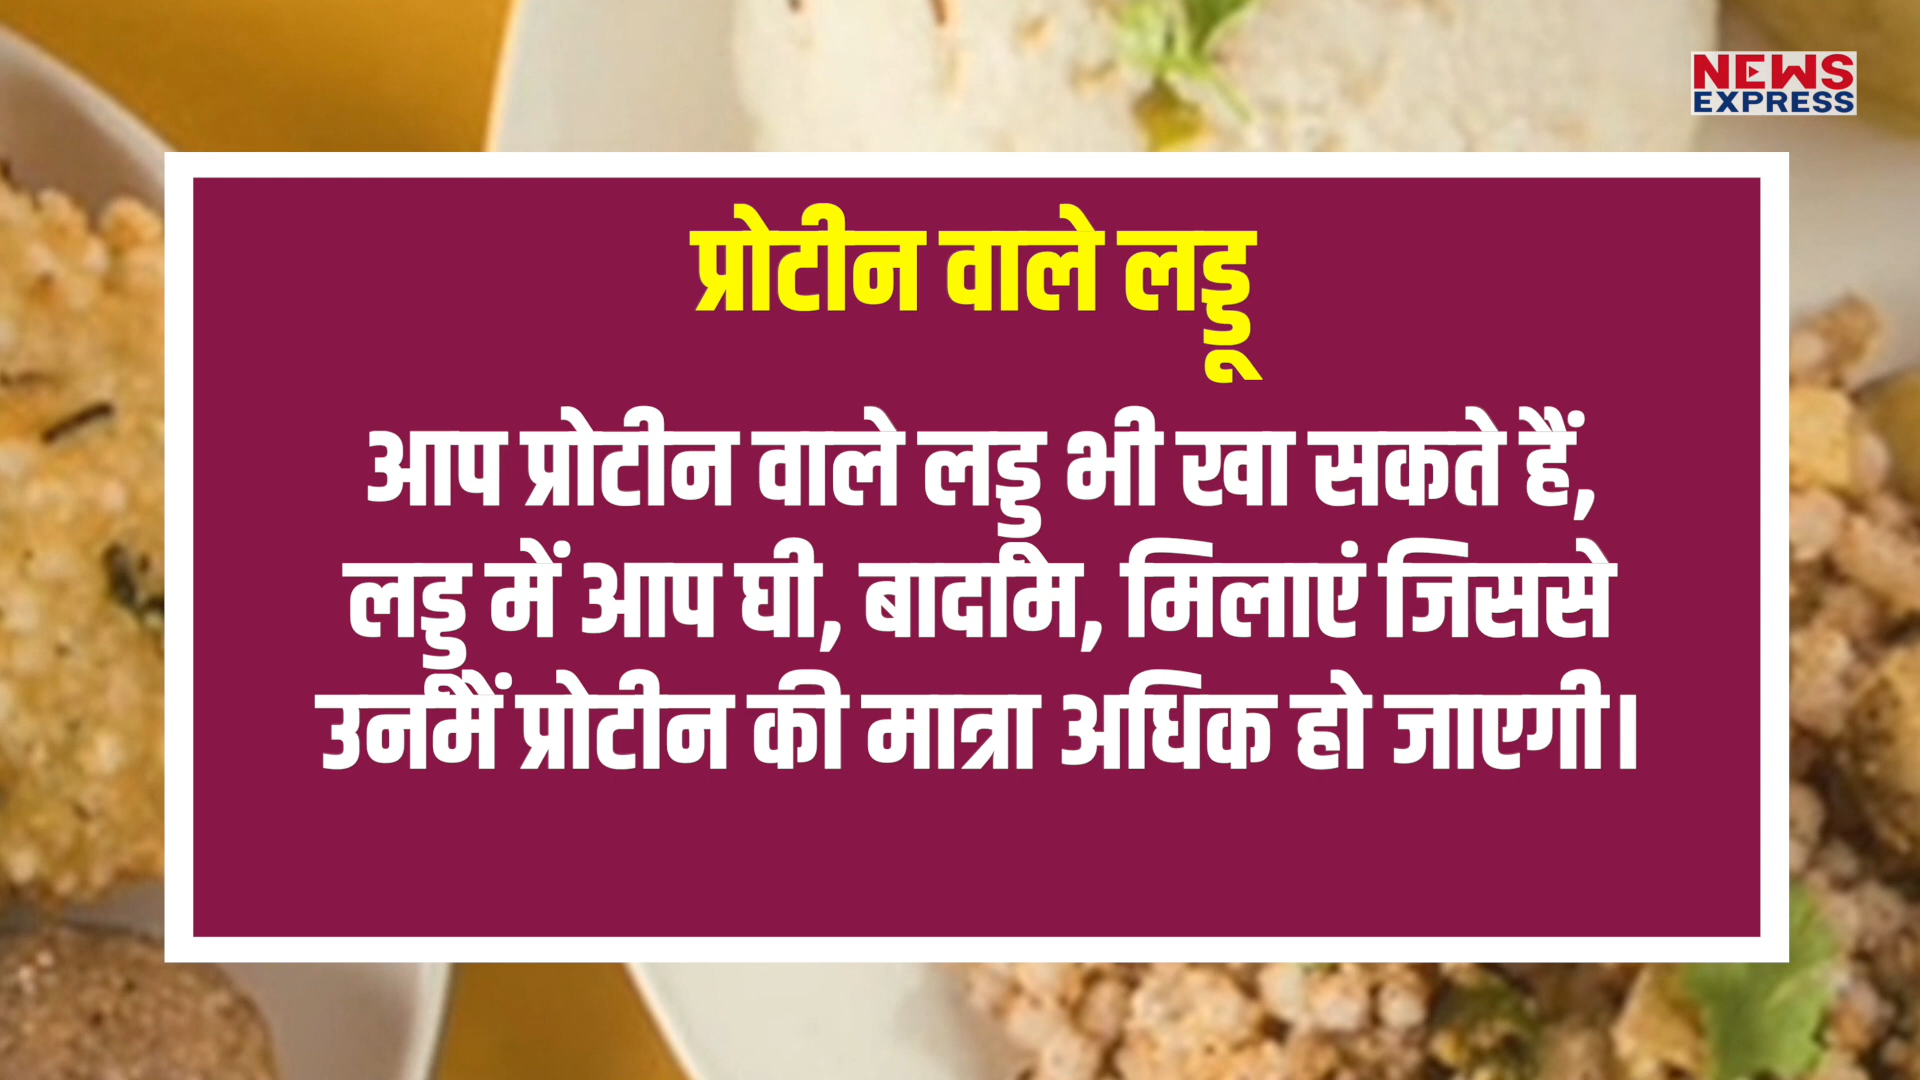 NEWS
EXPRESS
प्रोटीन वाले लड्डू
आप प्रोटीन वाले लड्डू भी खा सकते हैं,
लड्डू में आप घी, बादाम, मिलाएं जिससे
उनमें प्रोटीन की मात्रा अधिक हो जाएगी।